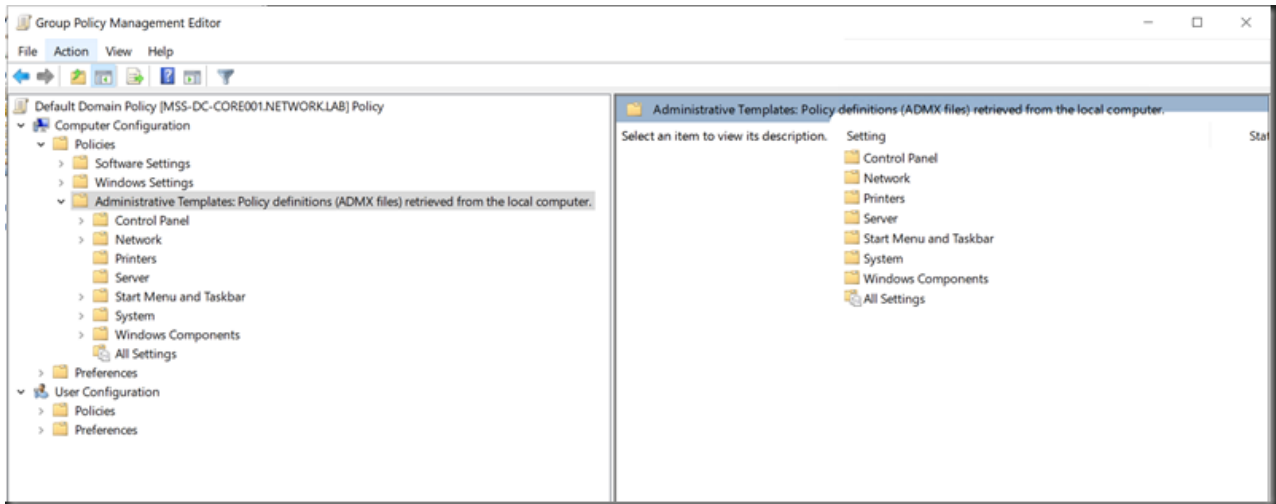 Group Policy Management Editor
File Action View Help
Default Domain Policy [MSS-DC-CORE001.NETWORK.LAB] Policy
Computer Configuration
Policies
Software Settings
Windows Settings
Administrative Templates: Policy definitions (ADMX files) retrieved from the local computer.
Control Panel
Network
Printers
Server
Start Menu and Taskbar
System
Windows Components
All Settings
Preferences
User Configuration
Policies
Preferences
Administrative Templates: Policy definitions (ADMX files) retrieved from the local computer.
Select an item to view its description.
Setting
Stat
Control Panel
Network
Printers
Server
Start Menu and Taskbar
System
Windows Components
All Settings